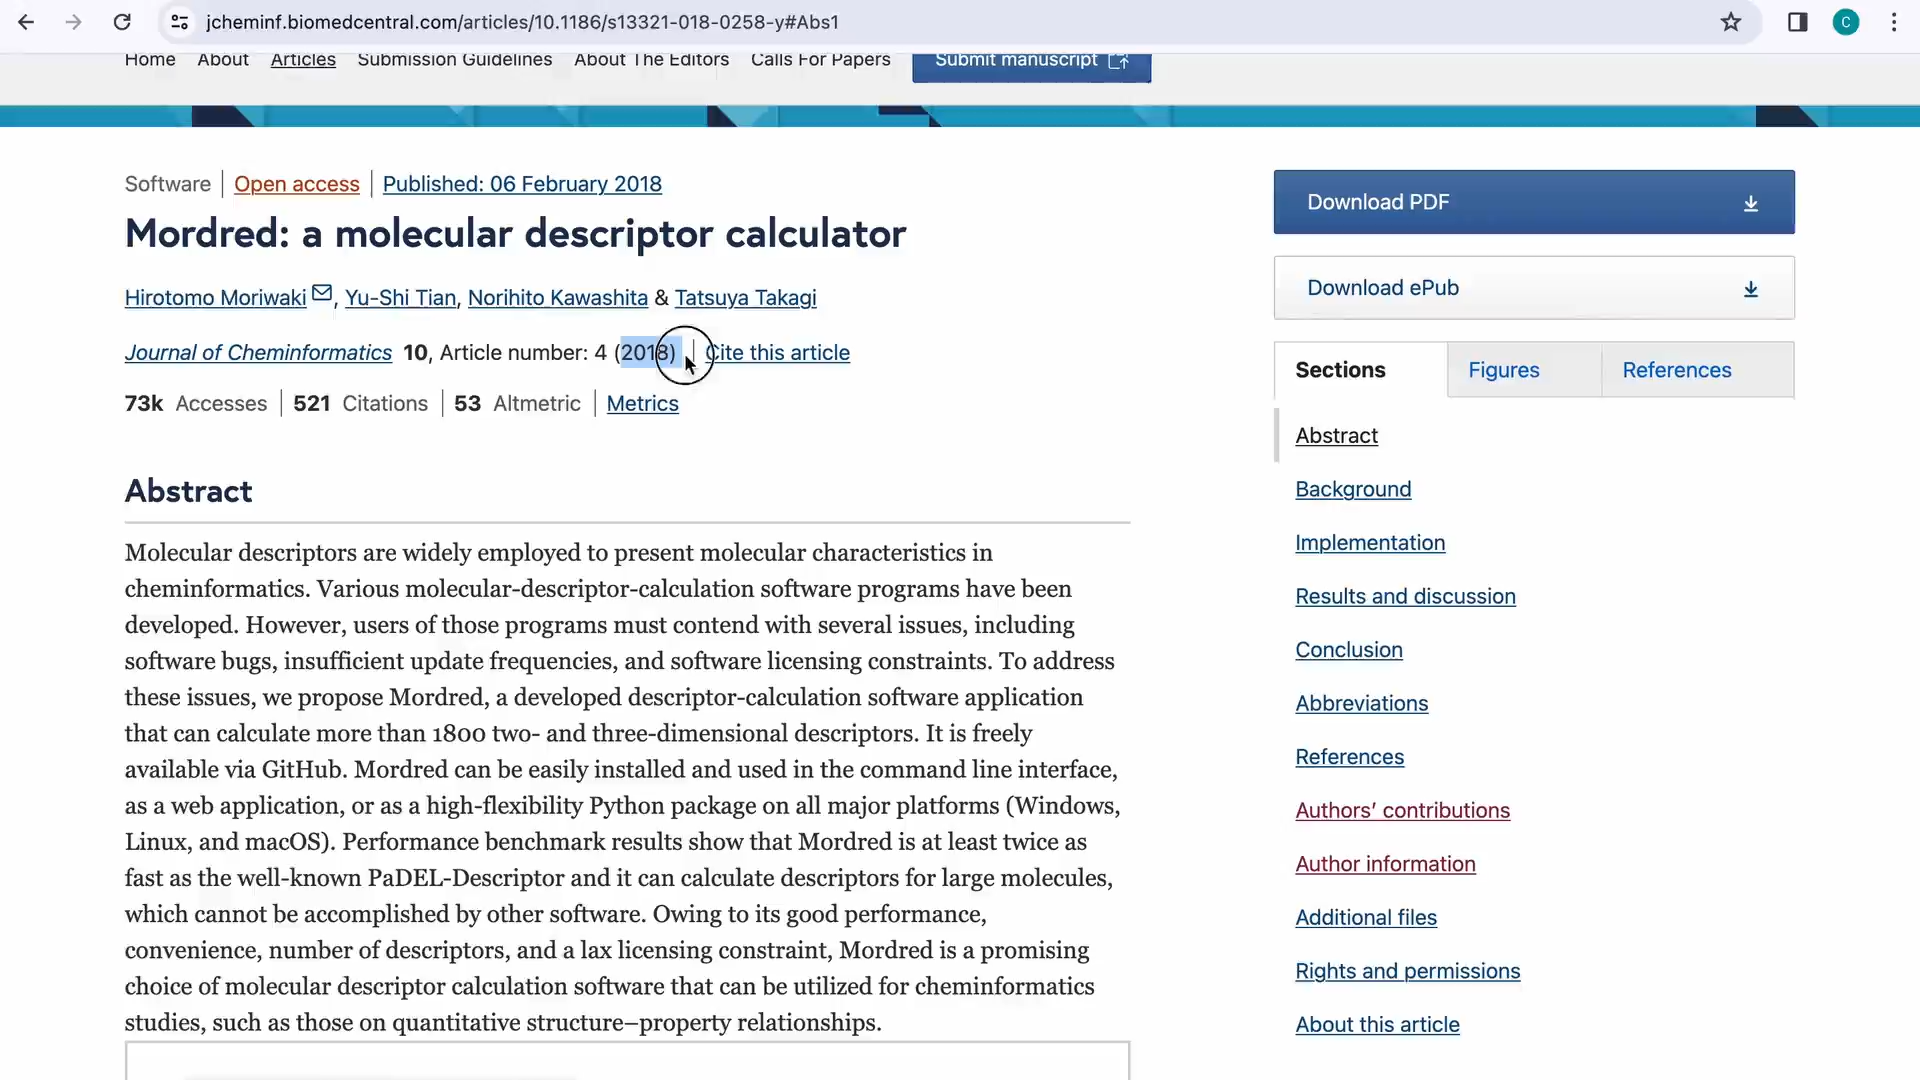 jcheminf.biomedcentral.com/articles/10.1186/s13321-018-0258-y#Abs1
C
Home About Articles Submission Guidelines About The Editors Calls For Papers Submit manuscript
Software Open access Published: 06 February 2018
Mordred: a molecular descriptor calculator
Hirotomo Moriwaki, Yu-Shi Tian, Norihito Kawashita & Tatsuya Takagi
Journal of Cheminformatics 10, Article number: 4 (2018) Cite this article
73k Accesses 521 Citations 53 Altmetric Metrics
Abstract
Molecular descriptors are widely employed to present molecular characteristics in
cheminformatics. Various molecular-descriptor-calculation software programs have been
developed. However, users of those programs must contend with several issues, including
software bugs, insufficient update frequencies, and software licensing constraints. To address
these issues, we propose Mordred, a developed descriptor-calculation software application
that can calculate more than 1800 two- and three-dimensional descriptors. It is freely
available via GitHub. Mordred can be easily installed and used in the command line interface,
as a web application, or as a high-flexibility Python package on all major platforms (Windows,
Linux, and macOS). Performance benchmark results show that Mordred is at least twice as
fast as the well-known PaDEL-Descriptor and it can calculate descriptors for large molecules,
which cannot be accomplished by other software. Owing to its good performance,
convenience, number of descriptors, and a lax licensing constraint, Mordred is a promising
choice of molecular descriptor calculation software that can be utilized for cheminformatics
studies, such as those on quantitative structure–property relationships.
Download PDF
Download ePub
Sections Figures References
Abstract
Background
Implementation
Results and discussion
Conclusion
Abbreviations
References
Authors’ contributions
Author information
Additional files
Rights and permissions
About this article